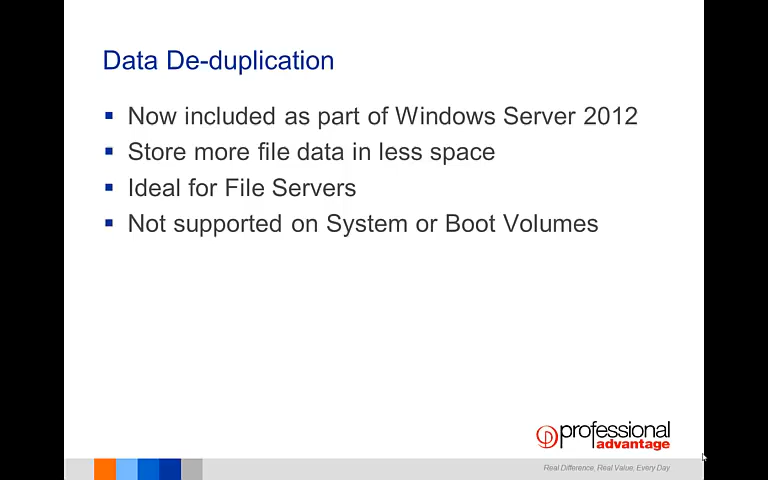 Data De-duplication
Now included as part of Windows Server 2012
Store more file data in less space
Ideal for File Servers
Not supported on System or Boot Volumes
professional
advantage
Real Difference, Real Value, Every Day